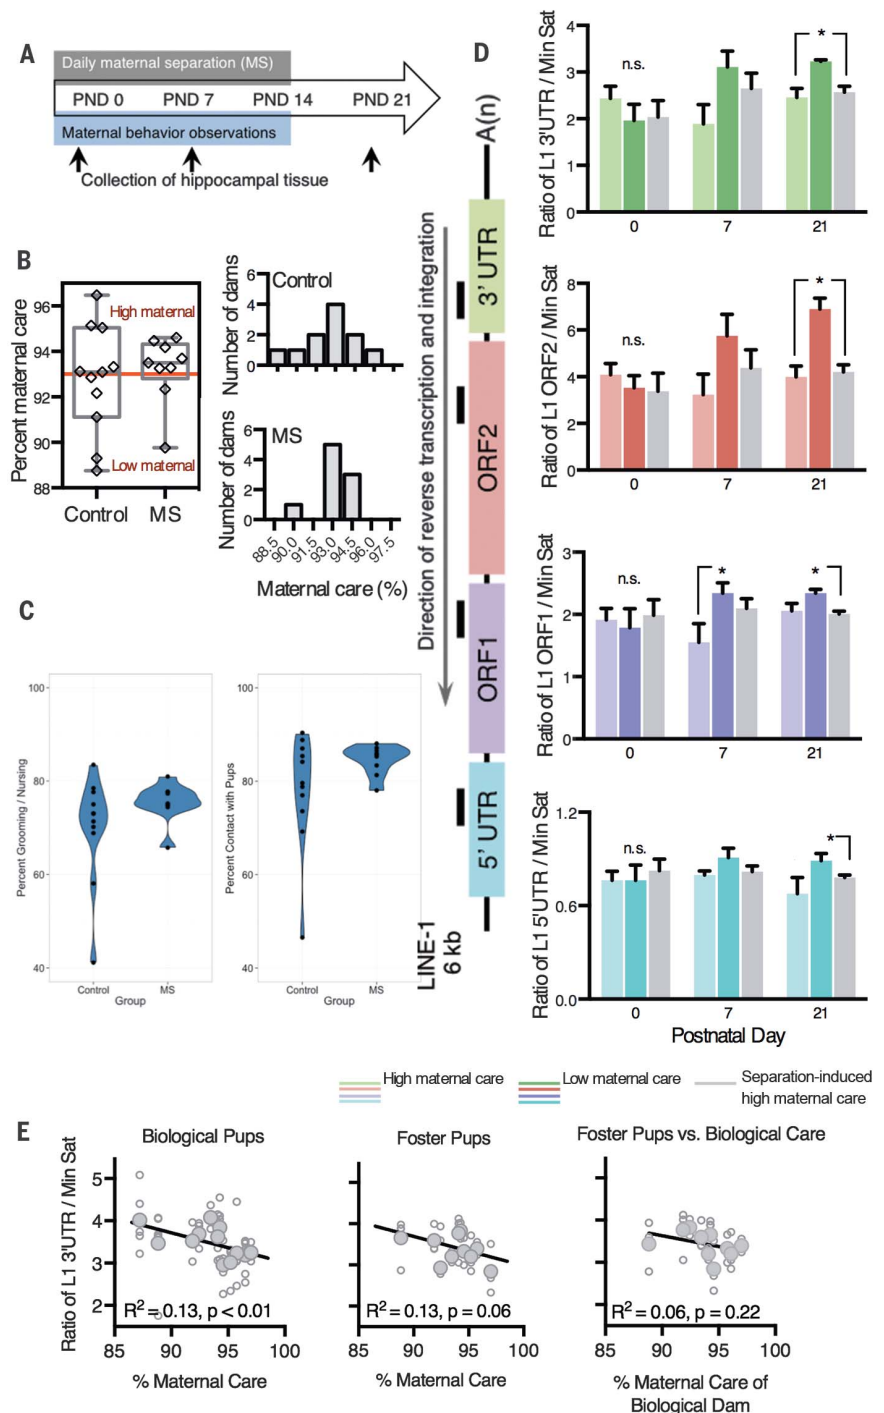 A
Daily maternal separation (MS)
PND 0 PND 7 PND 14 PND 21
Maternal behavior observations
Collection of hippocampal tissue
B
Percent maternal care
96
94
92
90
88
High maternal
Low maternal
Control MS
Number of dams
6
4
2
0
Control
Number of dams
6
4
2
0
MS
88.5 90.0 91.5 93.0 94.5 96.0 97.5
Maternal care (%)
C
Percent Grooming / Nursing
100
80
60
40
Control MS
Group
Percent Contact with Pups
100
80
60
40
Control MS
Group
D
Direction of reverse transcription and integration
A(n)
3' UTR
ORF2
ORF1
5' UTR
LINE-1
6 kb
Ratio of L1 3'UTR / Min Sat
4
3
2
1
0
n.s.
*
0 7 21
Ratio of L1 ORF2 / Min Sat
8
6
4
2
0
n.s.
*
0 7 21
Ratio of L1 ORF1 / Min Sat
3
2
1
0
n.s.
* *
0 7 21
Ratio of L1 5'UTR / Min Sat
1.2
0.6
0.0
n.s.
*
0 7 21
Postnatal Day
High maternal care
Low maternal care
Separation-induced
high maternal care
E
Biological Pups
Ratio of L1 3'UTR / Min Sat
5
4
3
2
R² = 0.13, p < 0.01
85 90 95 100
% Maternal Care
Foster Pups
R² = 0.13, p = 0.06
85 90 95 100
% Maternal Care
Foster Pups vs. Biological Care
R² = 0.06, p = 0.22
85 90 95 100
% Maternal Care of
Biological Dam